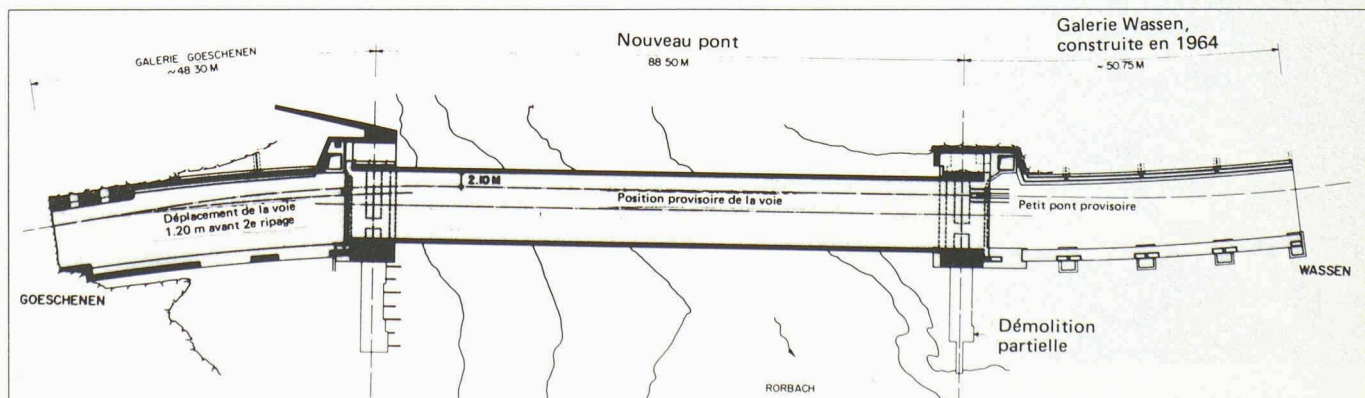 GALERIE GOESCHENEN
~48.30 M
Nouveau pont
88.50 M
Galerie Wassen,
construite en 1964
~50.75 M
2.10 M
Déplacement de la voie
1.20 m avant 2e ripage
Position provisoire de la voie
Petit pont provisoire
GOESCHENEN
WASSEN
Démolition
partielle
RORBACH